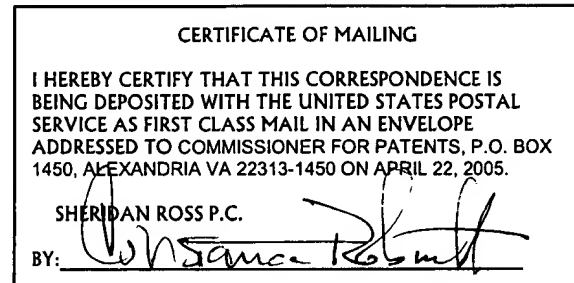 CERTIFICATE OF MAILING
I HEREBY CERTIFY THAT THIS CORRESPONDENCE IS
BEING DEPOSITED WITH THE UNITED STATES POSTAL
SERVICE AS FIRST CLASS MAIL IN AN ENVELOPE
ADDRESSED TO COMMISSIONER FOR PATENTS, P.O. BOX
1450, ALEXANDRIA VA 22313-1450 ON APRIL 22, 2005.
SHERIDAN ROSS P.C.
BY: